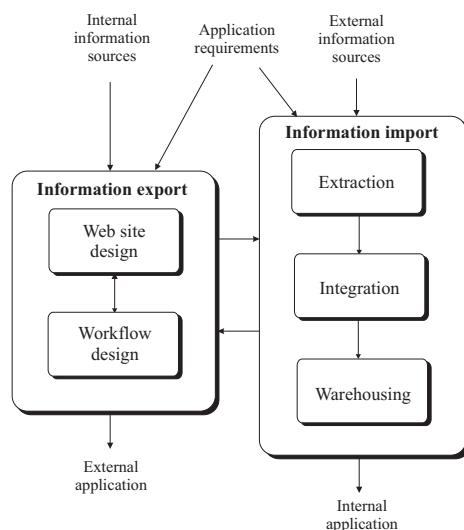 Internal
information
sources
Application
requirements
External
information
sources
Information export
Web site
design
Workflow
design
Information import
Extraction
Integration
Warehousing
External
application
Internal
application